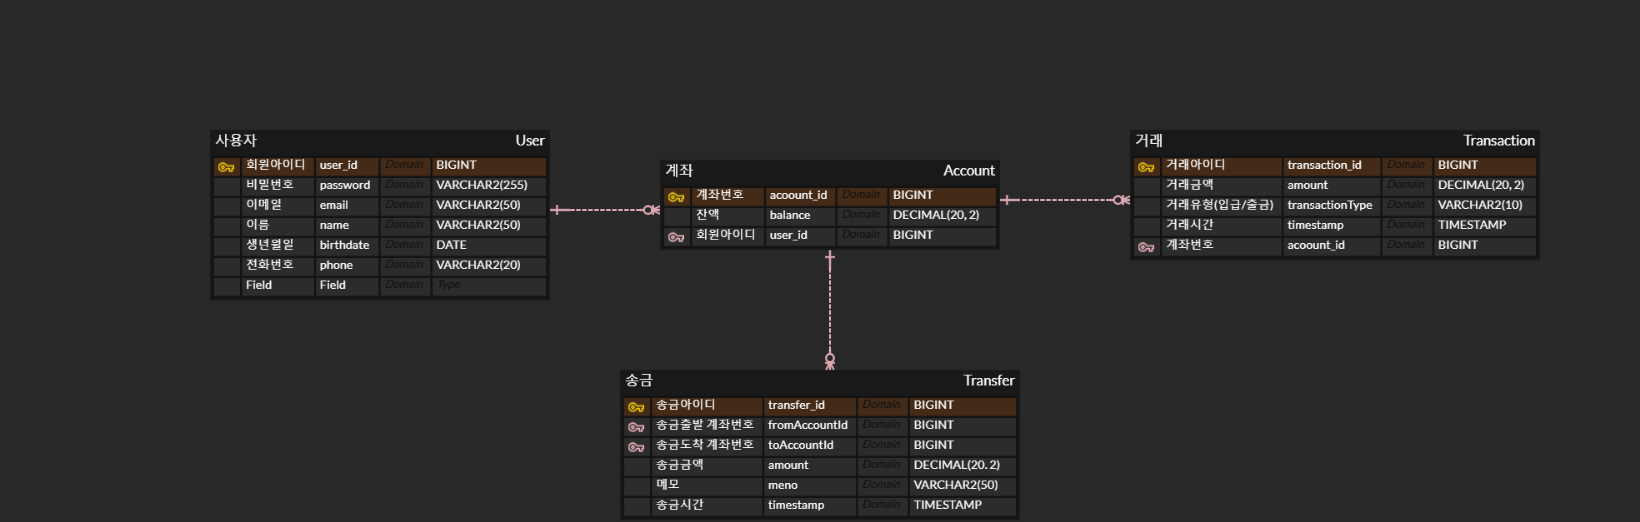 사용자 User
회원아이디 user_id Domain BIGINT
비밀번호 password Domain VARCHAR2(255)
이메일 email Domain VARCHAR2(50)
이름 name Domain VARCHAR2(50)
생년월일 birthdate Domain DATE
전화번호 phone Domain VARCHAR2(20)
Field Field Domain Type
계좌 Account
계좌번호 acoount_id Domain BIGINT
잔액 balance Domain DECIMAL(20, 2)
회원아이디 user_id Domain BIGINT
거래 Transaction
거래아이디 transaction_id Domain BIGINT
거래금액 amount Domain DECIMAL(20, 2)
거래유형(입급/출금) transactionType Domain VARCHAR2(10)
거래시간 timestamp Domain TIMESTAMP
계좌번호 acoount_id Domain BIGINT
송금 Transfer
송금아이디 transfer_id Domain BIGINT
송금출발 계좌번호 fromAccountId Domain BIGINT
송금도착 계좌번호 toAccountId Domain BIGINT
송금금액 amount Domain DECIMAL(20. 2)
메모 meno Domain VARCHAR2(50)
송금시간 timestamp Domain TIMESTAMP